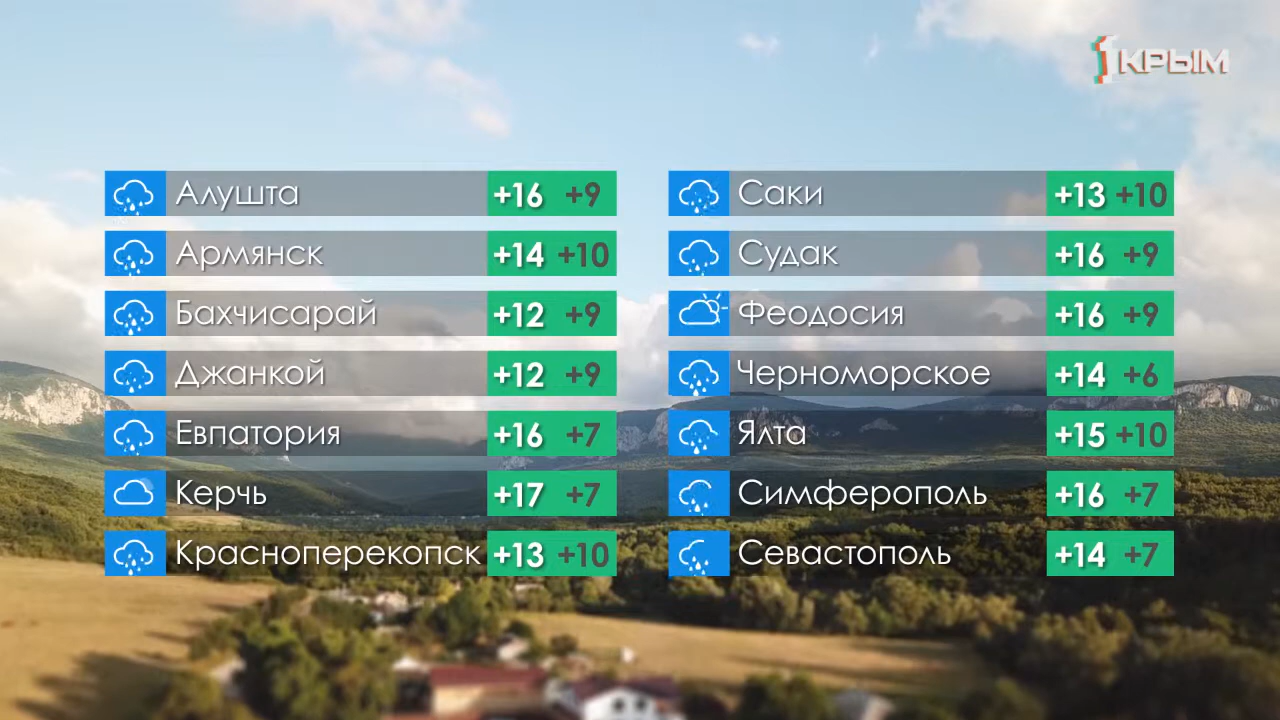 1 КРЫМ
Алушта +16 +9
Армянск +14 +10
Бахчисарай +12 +9
Джанкой +12 +9
Евпатория +16 +7
Керчь +17 +7
Красноперекопск +13 +10
Саки +13 +10
Судак +16 +9
Феодосия +16 +9
Черноморское +14 +6
Ялта +15 +10
Симферополь +16 +7
Севастополь +14 +7